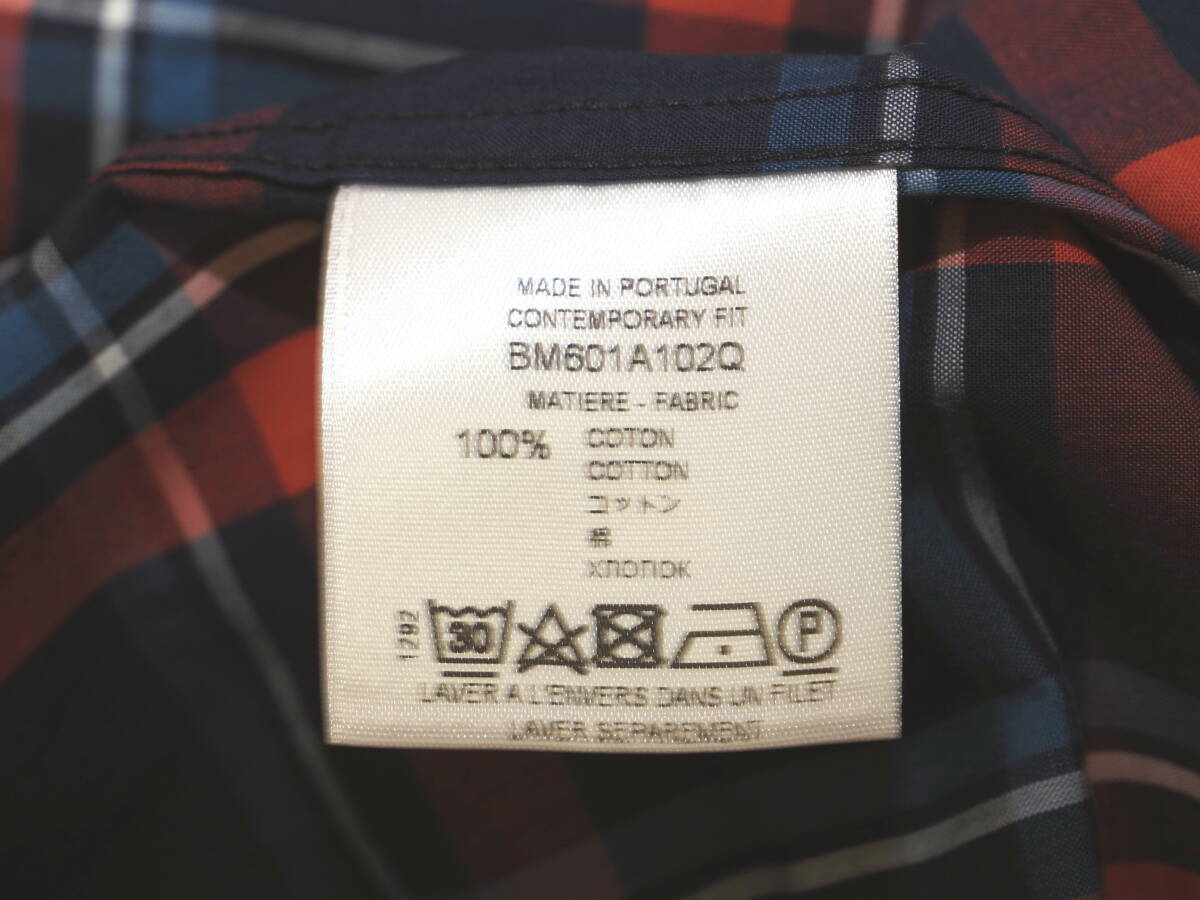 MADE IN PORTUGAL
CONTEMPORARY FIT
BM601A102Q
MATIERE - FABRIC
100% COTON
COTTON
コットン
棉
ХЛОПОК
1292
30
P
LAVER A L'ENVERS DANS UN FILET
LAVER SEPAREMENT